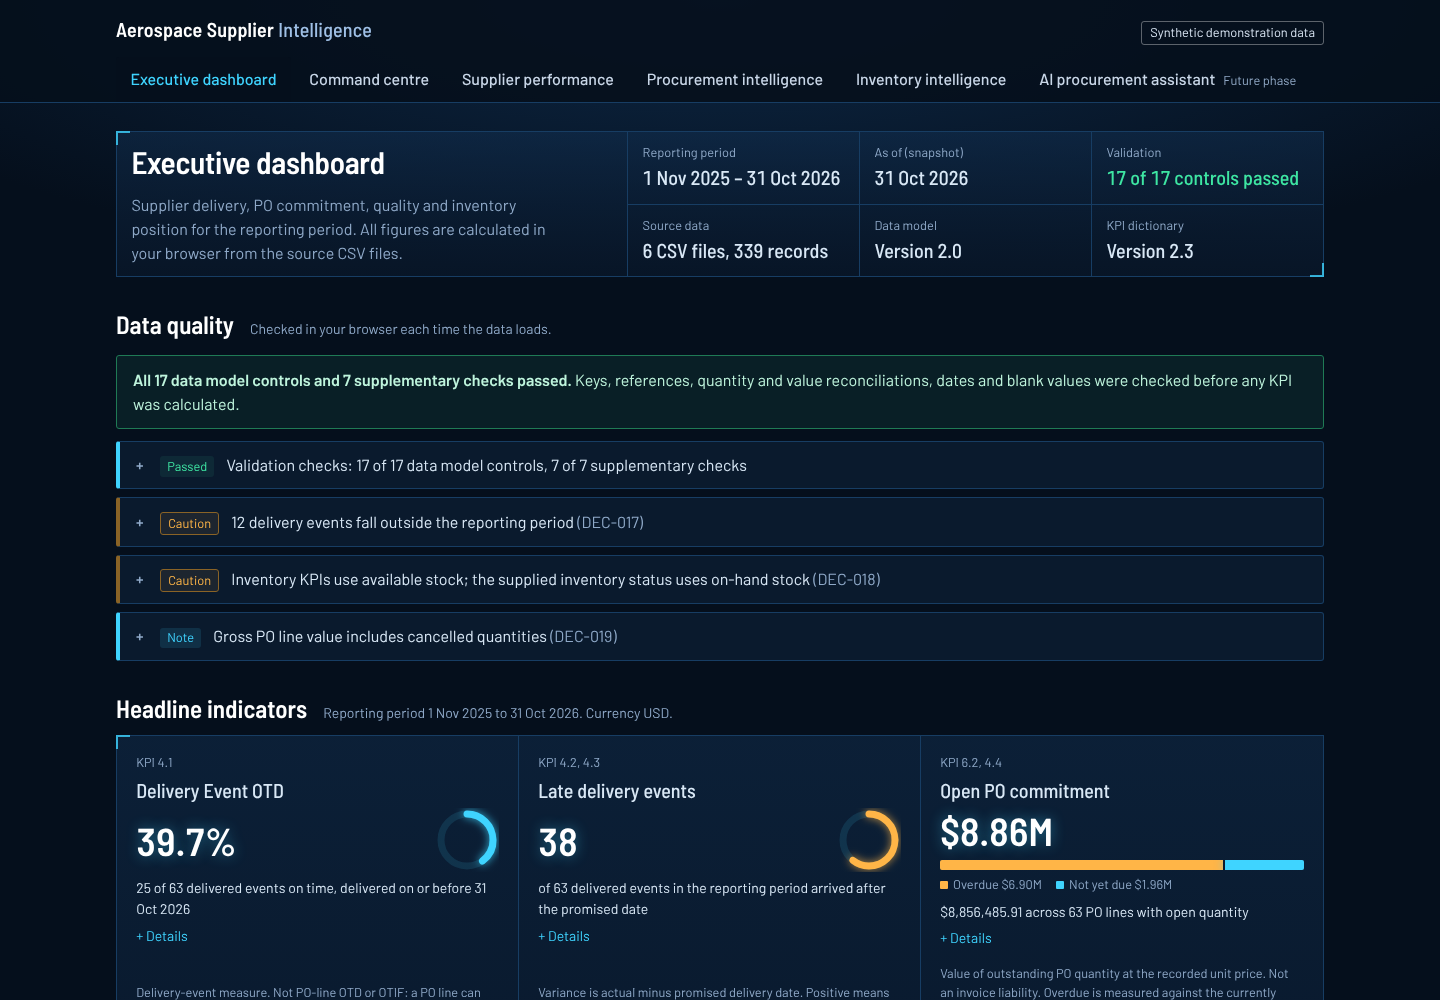 Aerospace Supplier Intelligence
Synthetic demonstration data
Executive dashboard
Command centre
Supplier performance
Procurement intelligence
Inventory intelligence
AI procurement assistant Future phase
Executive dashboard
Supplier delivery, PO commitment, quality and inventory
position for the reporting period. All figures are calculated in
your browser from the source CSV files.
Reporting period
1 Nov 2025 – 31 Oct 2026
As of (snapshot)
31 Oct 2026
Validation
17 of 17 controls passed
Source data
6 CSV files, 339 records
Data model
Version 2.0
KPI dictionary
Version 2.3
Data quality Checked in your browser each time the data loads.
All 17 data model controls and 7 supplementary checks passed. Keys, references, quantity and value reconciliations, dates and blank values were checked before any KPI
was calculated.
+ Passed Validation checks: 17 of 17 data model controls, 7 of 7 supplementary checks
+ Caution 12 delivery events fall outside the reporting period (DEC-017)
+ Caution Inventory KPIs use available stock; the supplied inventory status uses on-hand stock (DEC-018)
+ Note Gross PO line value includes cancelled quantities (DEC-019)
Headline indicators Reporting period 1 Nov 2025 to 31 Oct 2026. Currency USD.
KPI 4.1
Delivery Event OTD
39.7%
25 of 63 delivered events on time, delivered on or before 31
Oct 2026
+ Details
Delivery-event measure. Not PO-line OTD or OTIF: a PO line can
KPI 4.2, 4.3
Late delivery events
38
of 63 delivered events in the reporting period arrived after
the promised date
+ Details
Variance is actual minus promised delivery date. Positive means
KPI 6.2, 4.4
Open PO commitment
$8.86M
Overdue $6.90M Not yet due $1.96M
$8,856,485.91 across 63 PO lines with open quantity
+ Details
Value of outstanding PO quantity at the recorded unit price. Not
an invoice liability. Overdue is measured against the currently